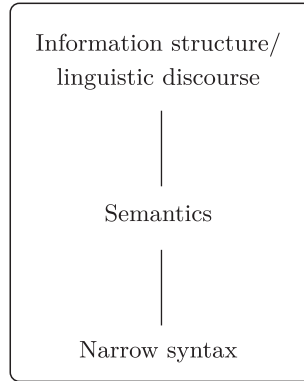 Information structure/
linguistic discourse
Semantics
Narrow syntax